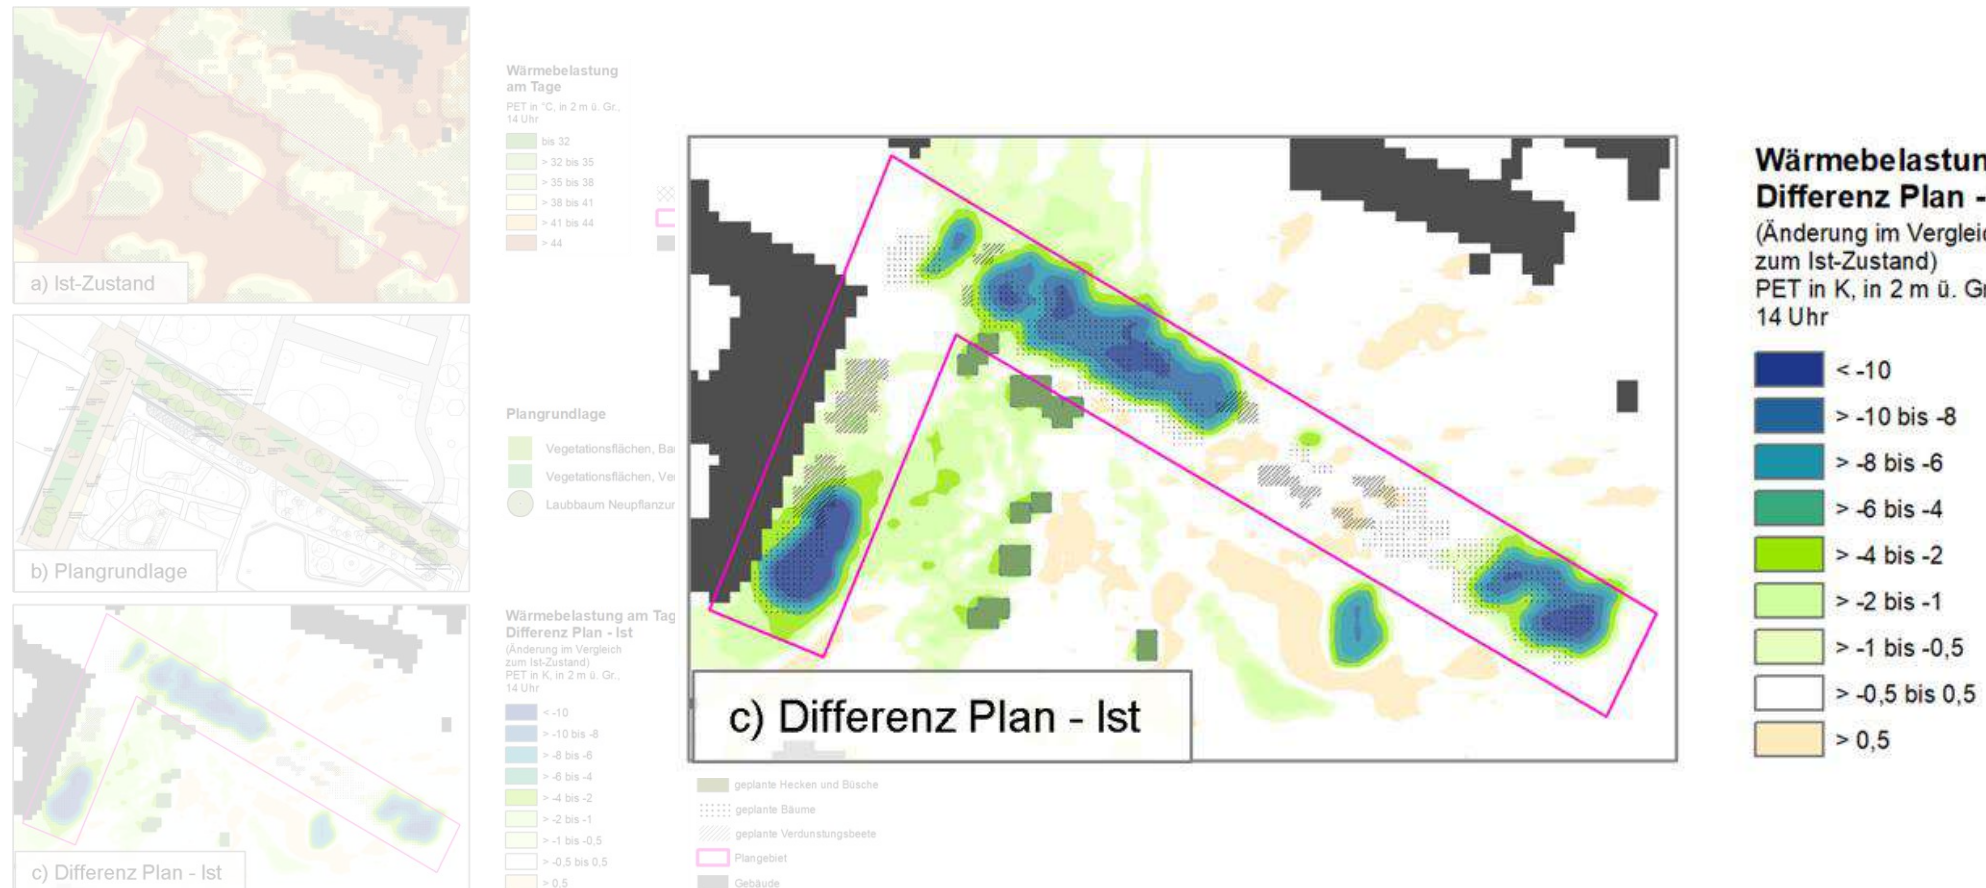 Wärmebelastung
am Tage
PET in °C, in 2 m ü. Gr.,
14 Uhr
bis 32
> 32 bis 35
> 35 bis 38
> 38 bis 41
> 41 bis 44
> 44
a) Ist-Zustand
Plangrundlage
Vegetationsflächen,
Vegetationsflächen,
Laubbaum
b) Plangrundlage
Wärmebelastung am Tag
Differenz Plan - Ist
(Änderung im Vergleich
zum Ist-Zustand)
PET in K, in 2 m ü. Gr.,
14 Uhr
< -10
> -10 bis -8
> -8 bis -6
> -6 bis -4
> -4 bis -2
> -2 bis -1
> -1 bis -0,5
> -0,5 bis 0,5
> 0,5
c) Differenz Plan - Ist
geplante Hecken und Büsche
geplante Bäume
geplante Verdunstungsbeete
Plangebiet
Gebäude
c) Differenz Plan - Ist
Wärmebelastun
Differenz Plan -
(Änderung im Vergleic
zum Ist-Zustand)
PET in K, in 2 m ü. Gr
14 Uhr
< -10
> -10 bis -8
> -8 bis -6
> -6 bis -4
> -4 bis -2
> -2 bis -1
> -1 bis -0,5
> -0,5 bis 0,5
> 0,5